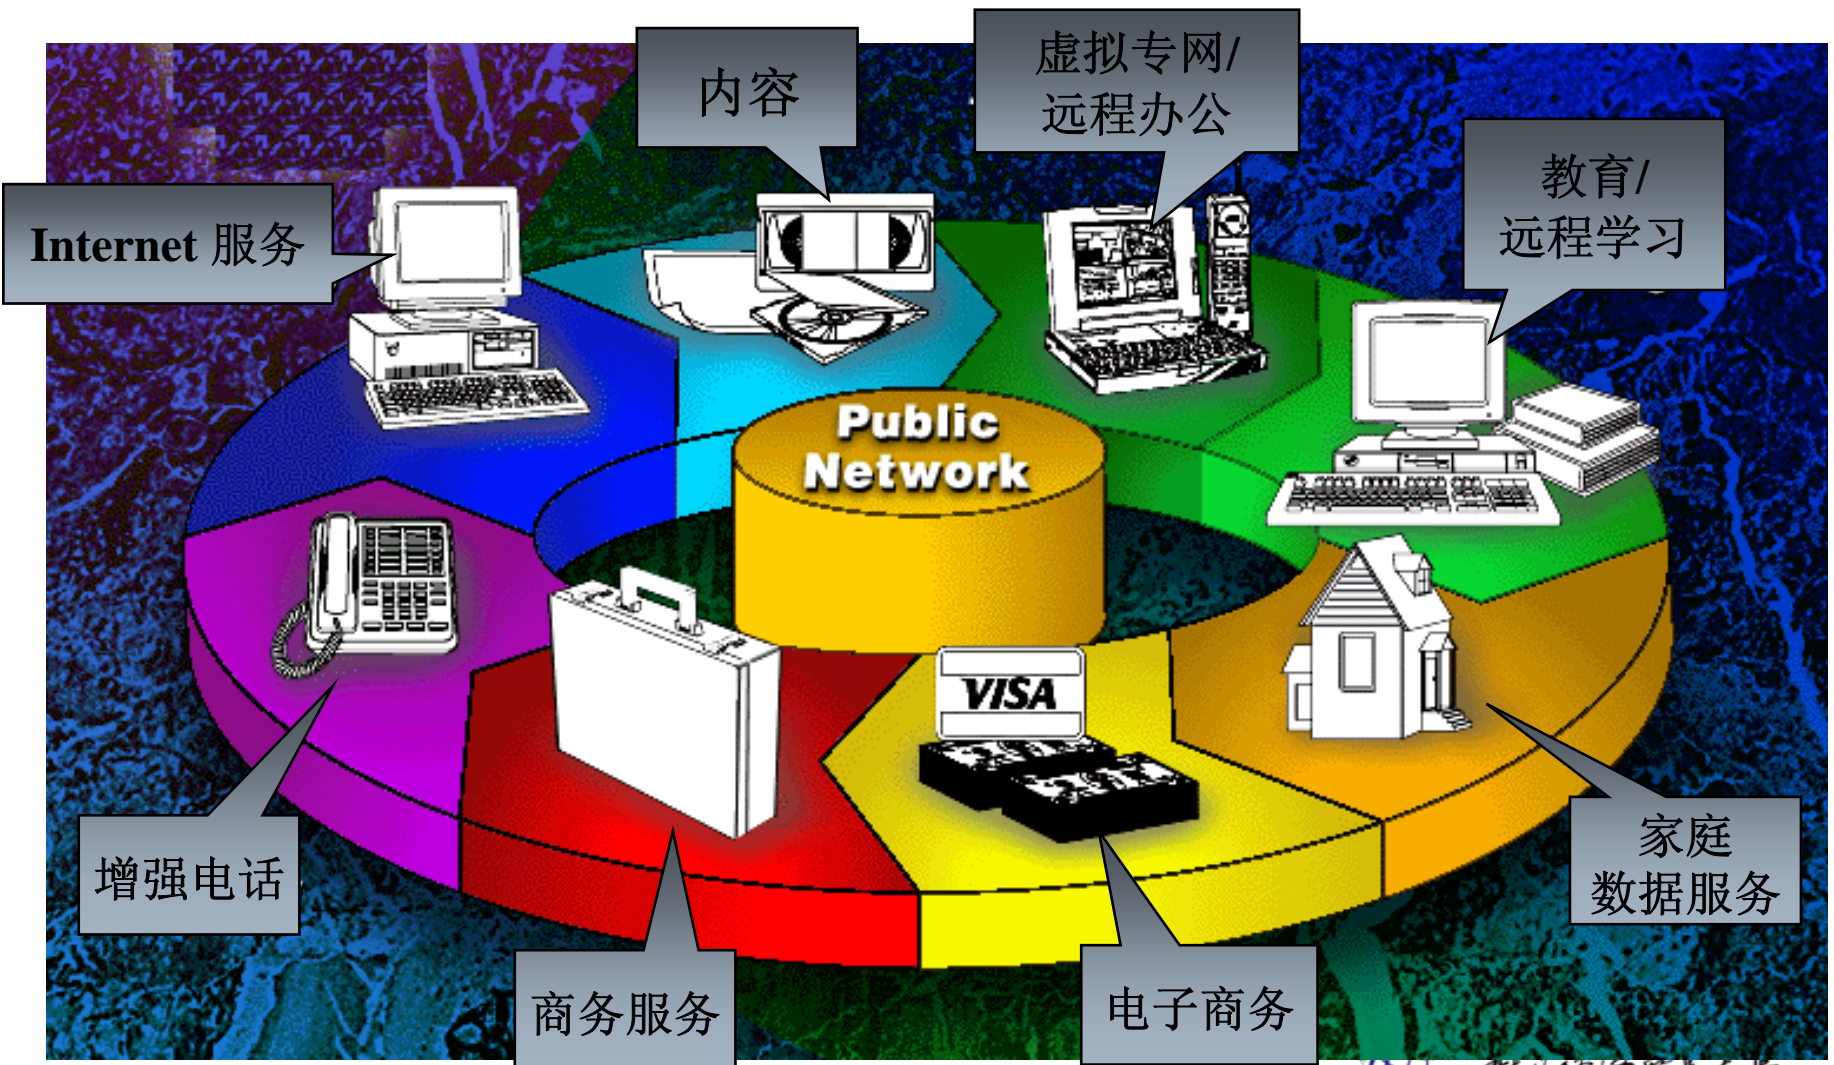 内容
虚拟专网/
远程办公
教育/
远程学习
Internet 服务
Public
Network
VISA
增强电话
家庭
数据服务
商务服务
电子商务